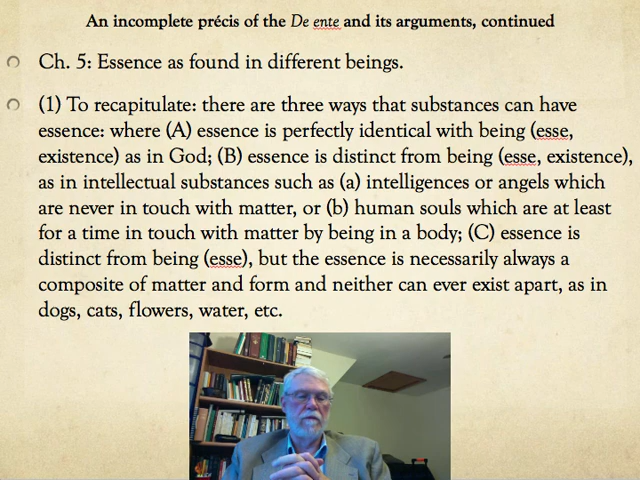 An incomplete précis of the De ente and its arguments, continued
Ch. 5: Essence as found in different beings.
(1) To recapitulate: there are three ways that substances can have
essence: where (A) essence is perfectly identical with being (esse,
existence) as in God; (B) essence is distinct from being (esse, existence),
as in intellectual substances such as (a) intelligences or angels which
are never in touch with matter, or (b) human souls which are at least
for a time in touch with matter by being in a body; (C) essence is
distinct from being (esse), but the essence is necessarily always a
composite of matter and form and neither can ever exist apart, as in
dogs, cats, flowers, water, etc.